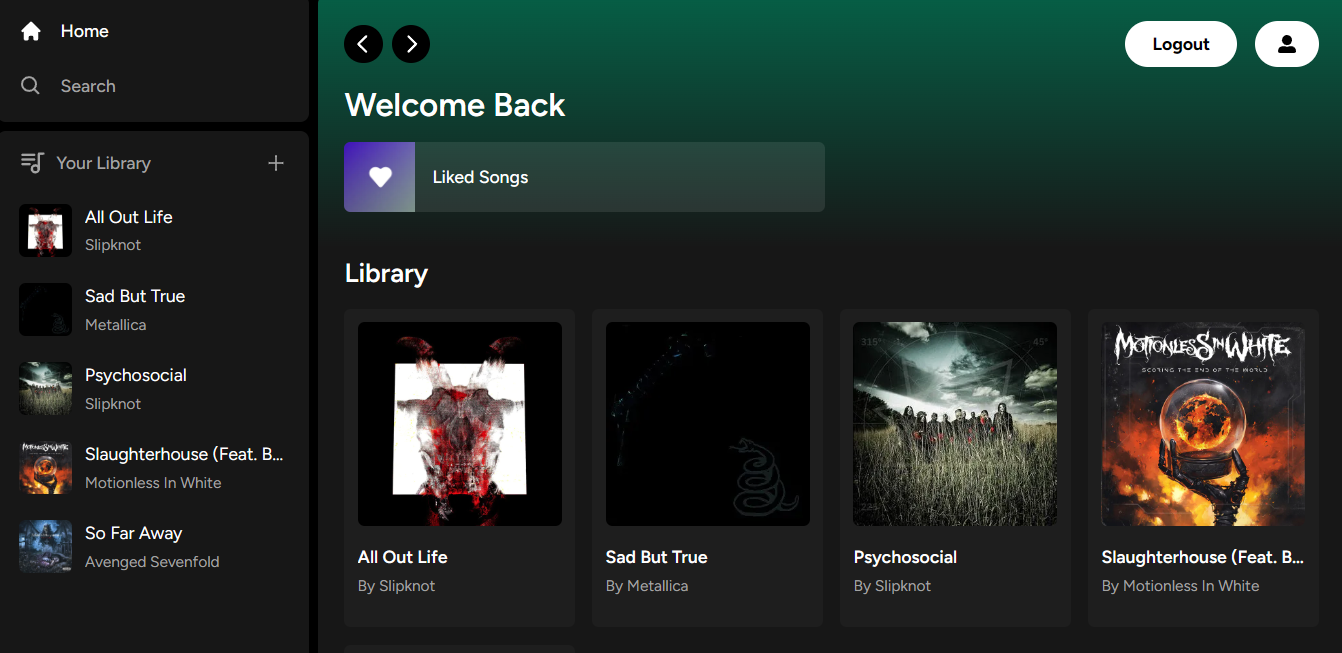 Home
Search
Your Library
All Out Life
Slipknot
Sad But True
Metallica
Psychosocial
Slipknot
Slaughterhouse (Feat. B...
Motionless In White
So Far Away
Avenged Sevenfold
Logout
Welcome Back
Liked Songs
Library
315° 45°
MOTIONLESS IN WHITE
SCORING THE END OF THE WORLD
All Out Life
By Slipknot
Sad But True
By Metallica
Psychosocial
By Slipknot
Slaughterhouse (Feat. B...
By Motionless In White